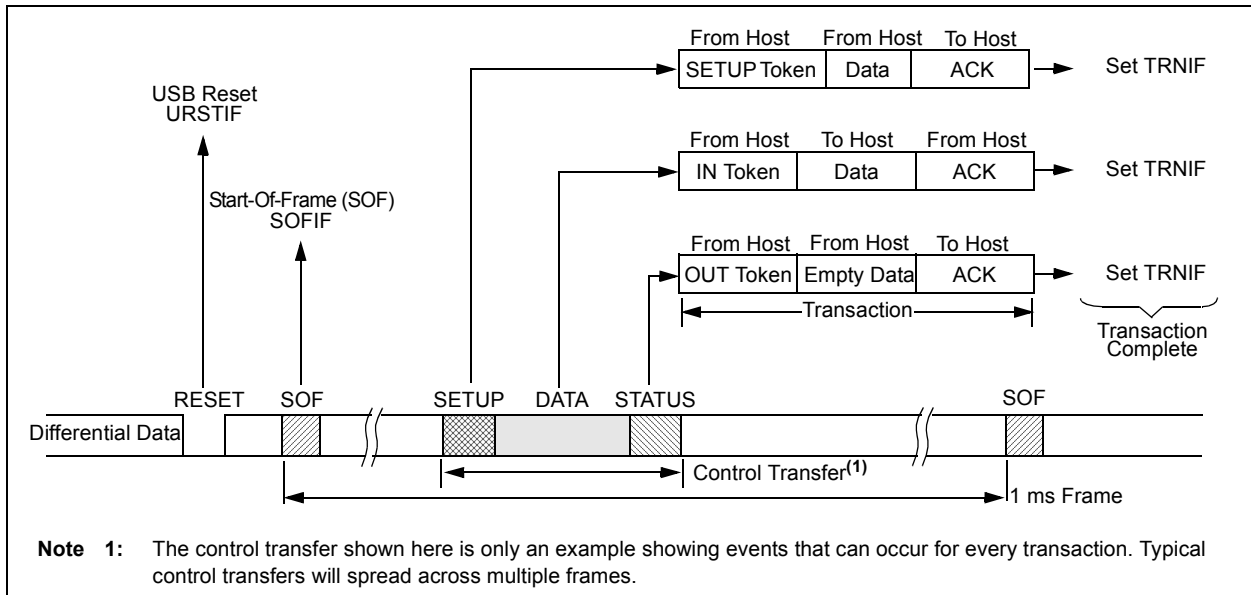 From Host From Host To Host
SETUP Token Data ACK Set TRNIF
USB Reset
URSTIF
From Host To Host From Host
IN Token Data ACK Set TRNIF
Start-Of-Frame (SOF)
SOFIF
From Host From Host To Host
OUT Token Empty Data ACK Set TRNIF
Transaction
Transaction
Complete
RESET SOF SETUP DATA STATUS SOF
Differential Data
Control Transfer(1)
1 ms Frame
Note 1: The control transfer shown here is only an example showing events that can occur for every transaction. Typical
control transfers will spread across multiple frames.